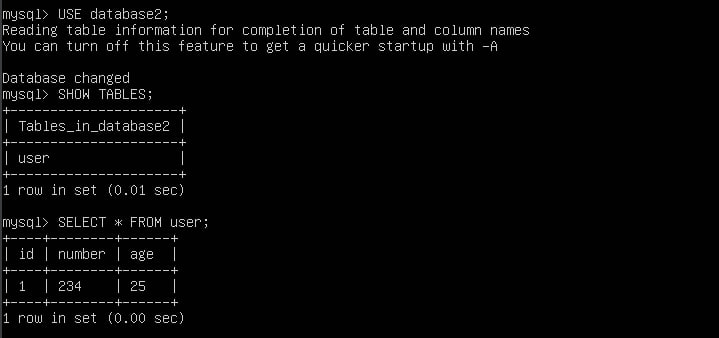 mysql> USE database2;
Reading table information for completion of table and column names
You can turn off this feature to get a quicker startup with -A
Database changed
mysql> SHOW TABLES;
+---------------------+
| Tables_in_database2 |
+---------------------+
| user                |
+---------------------+
1 row in set (0.01 sec)
mysql> SELECT * FROM user;
+----+--------+------+
| id | number | age  |
+----+--------+------+
| 1  | 234    | 25   |
+----+--------+------+
1 row in set (0.00 sec)